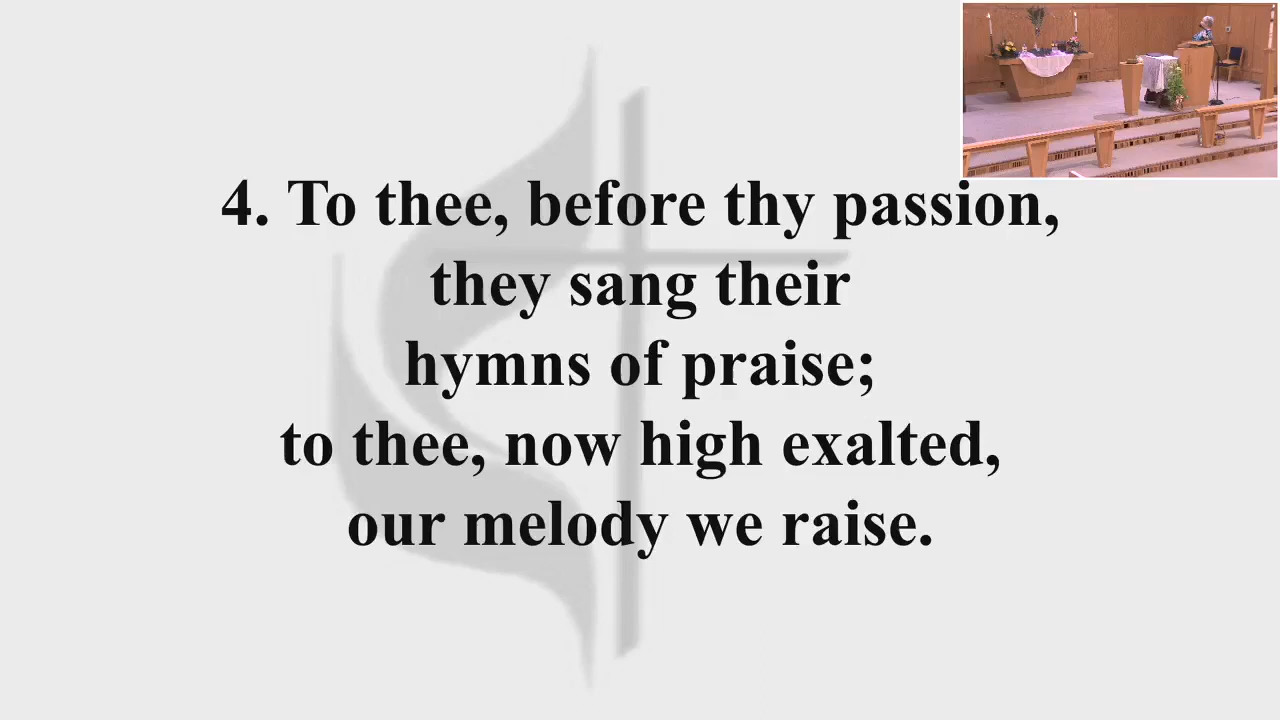 4. To thee, before thy passion,
they sang their
hymns of praise;
to thee, now high exalted,
our melody we raise.